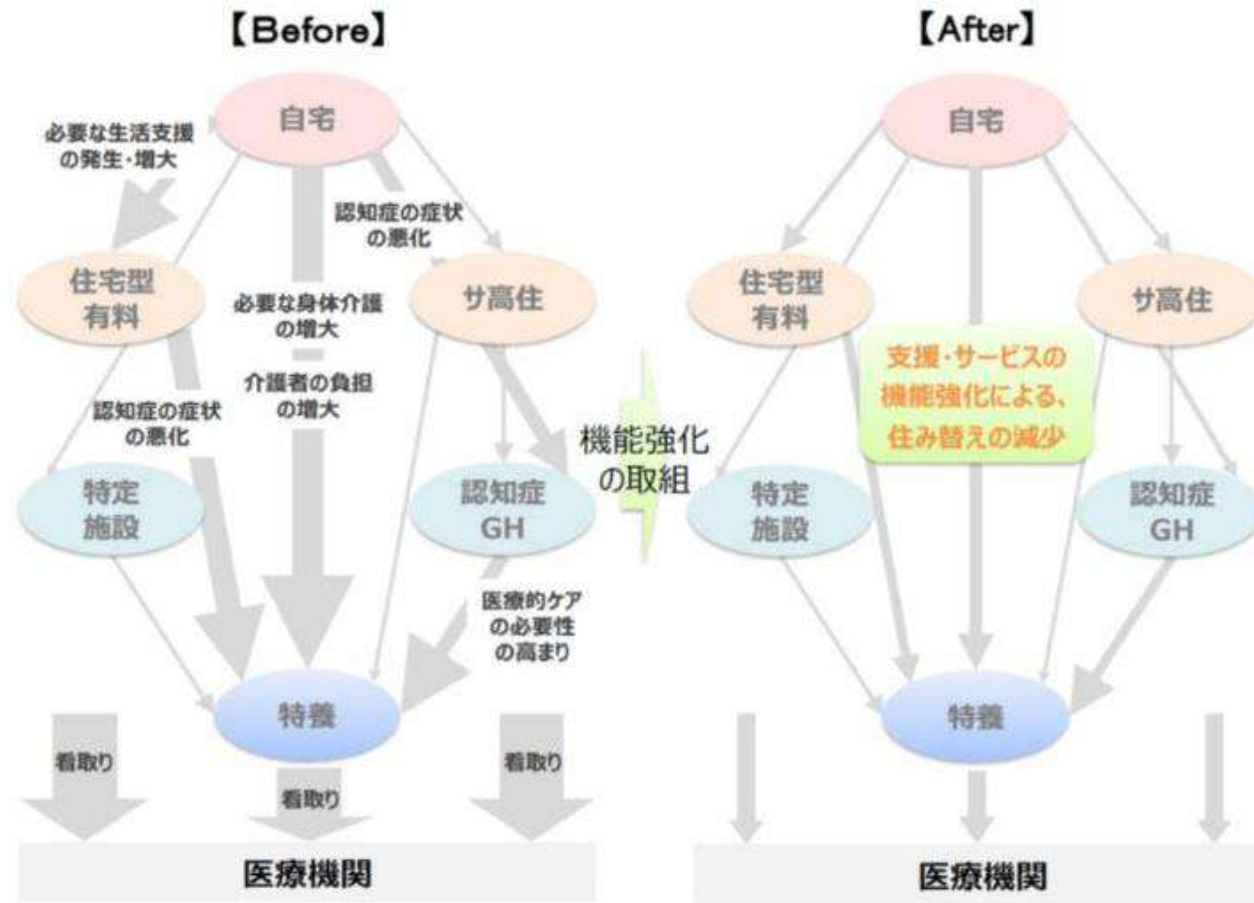 【Before】
自宅
必要な生活支援
の発生・増大
認知症の症状
の悪化
住宅型
有料
サ高住
必要な身体介護
の増大
介護者の負担
の増大
認知症の症状
の悪化
特定
施設
認知症
GH
医療的ケア
の必要性
の高まり
特養
看取り
看取り
看取り
医療機関
機能強化
の取組
【After】
自宅
住宅型
有料
サ高住
支援・サービスの
機能強化による、
住み替えの減少
特定
施設
認知症
GH
特養
医療機関